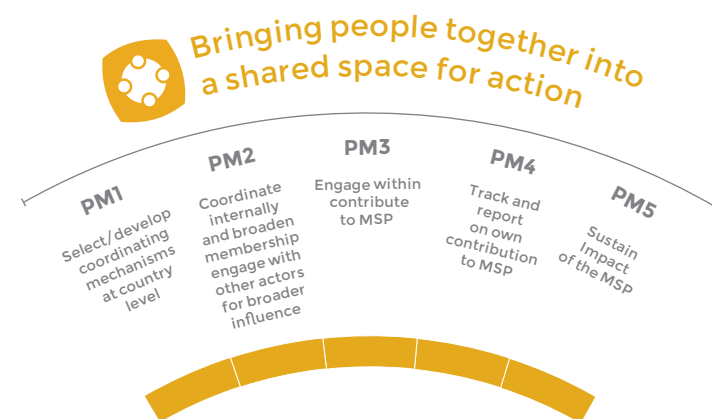 Bringing people together into
a shared space for action
PM1
Select/develop
coordinating
mechanisms
at country
level
PM2
Coordinate
internally
and broaden
membership
engage with
other actors
for broader
influence
PM3
Engage within
contribute
to MSP
PM4
Track and
report
on own
contribution
to MSP
PM5
Sustain
Impact
of the MSP